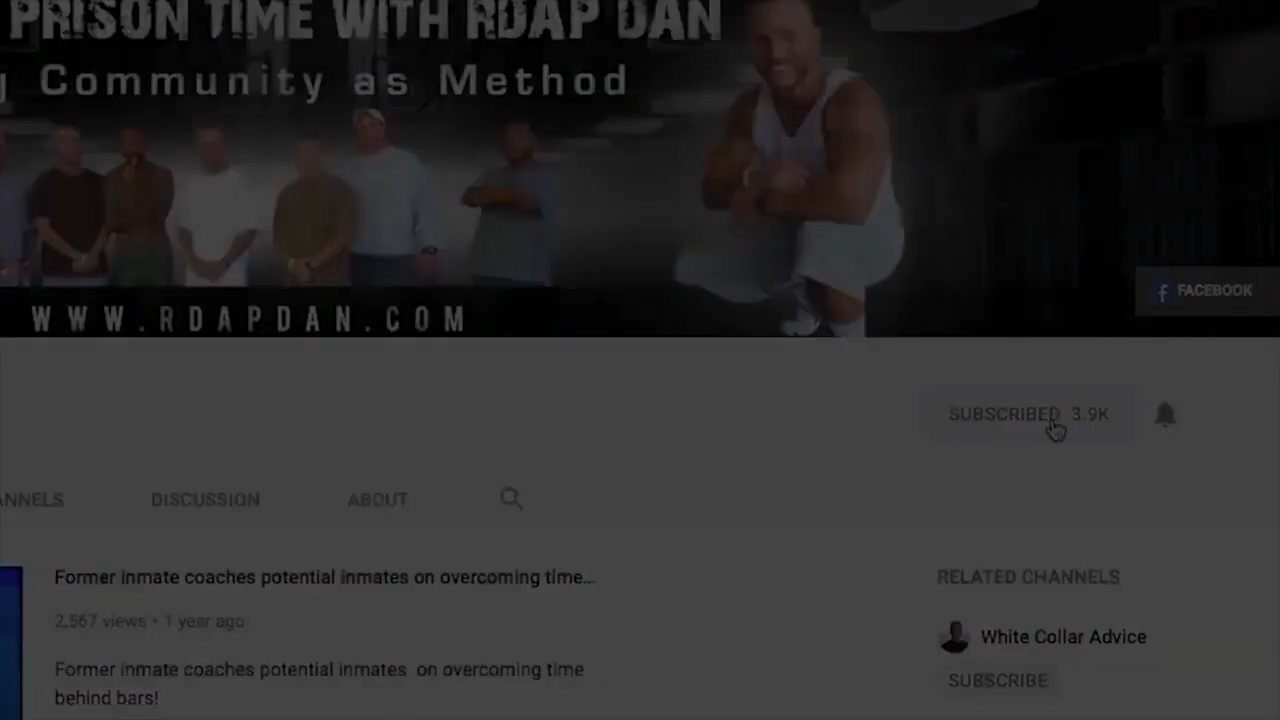 PRISON TIME WITH RDAP DAN
g Community as Method
WWW.RDAPDAN.COM
f FACEBOOK
SUBSCRIBED 3.9K
ANNELS DISCUSSION ABOUT
Former inmate coaches potential inmates on overcoming time...
2,567 views • 1 year ago
Former inmate coaches potential inmates on overcoming time
behind bars!
RELATED CHANNELS
White Collar Advice
SUBSCRIBE